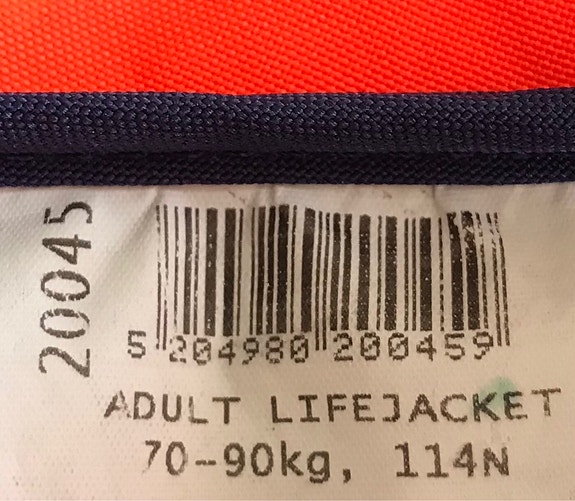 20045
5 204980 200459
ADULT LIFEJACKET
70-90kg, 114N